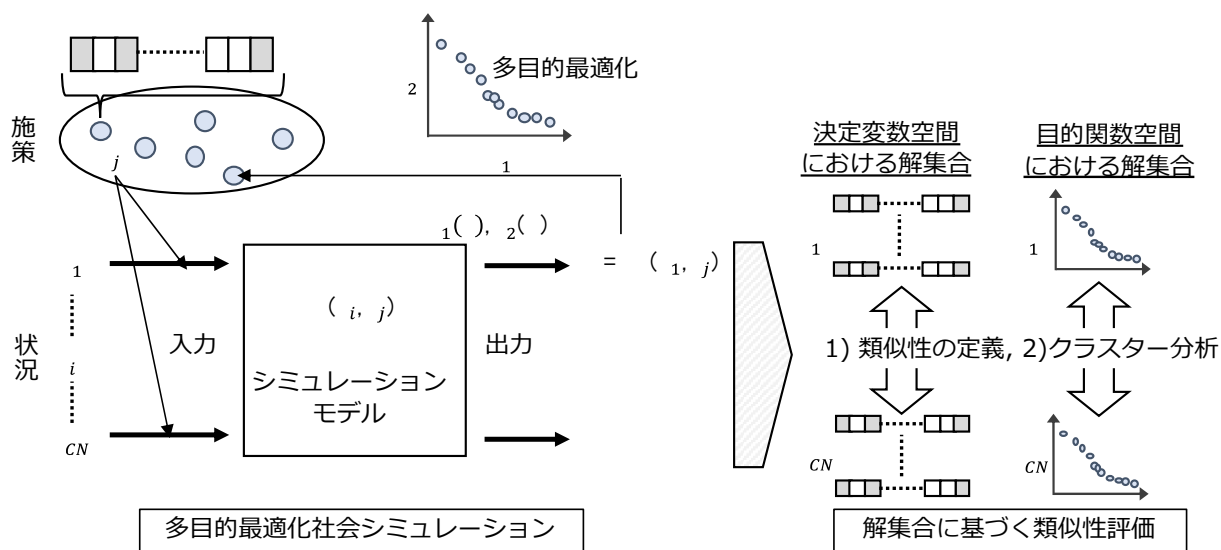 多目的最適化
2
1
施策
j
1( ), 2( )
= ( 1, j)
状況
1
i
CN
入力
( i, j)
シミュレーション
モデル
出力
多目的最適化社会シミュレーション
決定変数空間
における解集合
目的関数空間
における解集合
1
1
1) 類似性の定義, 2)クラスター分析
CN
CN
解集合に基づく類似性評価